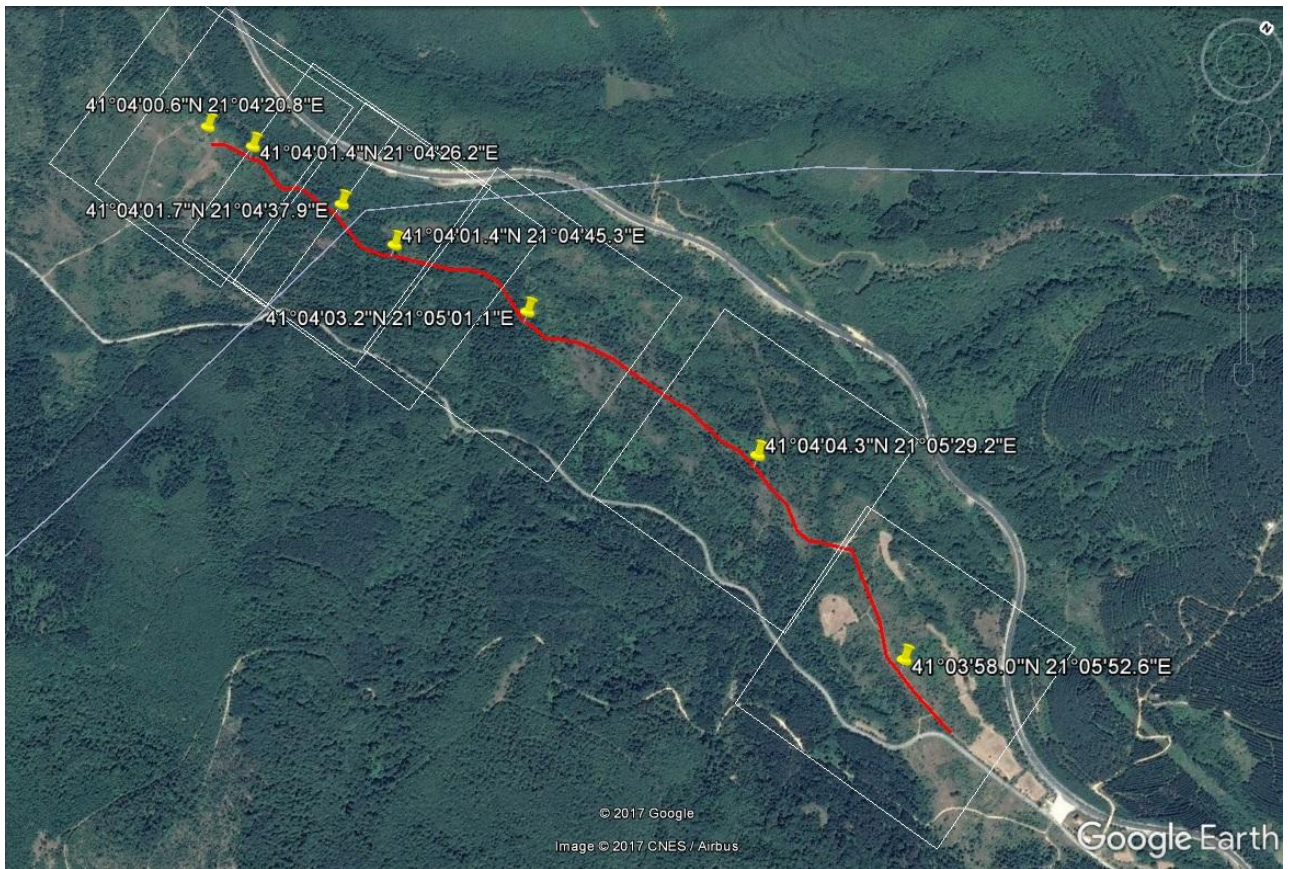 N
41°04'00.6"N 21°04'20.8"E
41°04'01.4"N 21°04'26.2"E
41°04'01.7"N 21°04'37.9"E
41°04'01.4"N 21°04'45.3"E
41°04'03.2"N 21°05'01.1"E
41°04'04.3"N 21°05'29.2"E
41°03'58.0"N 21°05'52.6"E
© 2017 Google
Image © 2017 CNES / Airbus
Google Earth